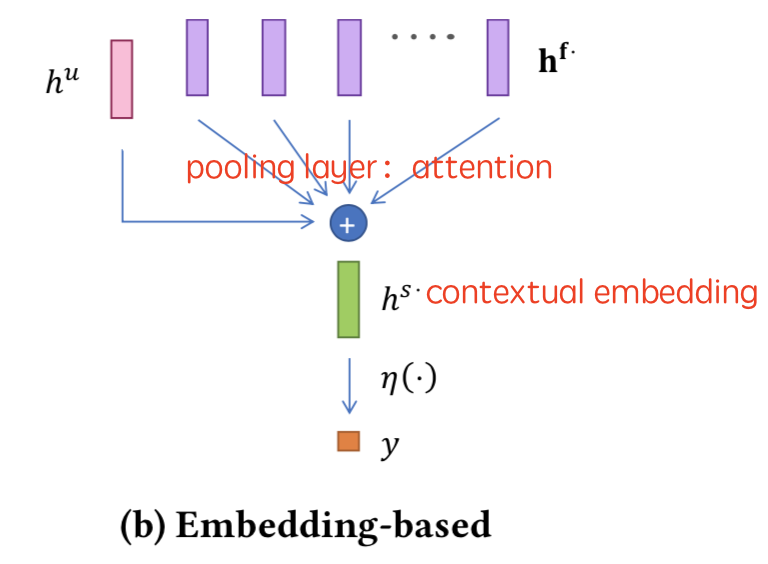 h^u
· · · ·
h^f·
pooling layer：attention
+
h^s· contextual embedding
η(·)
y
(b) Embedding-based